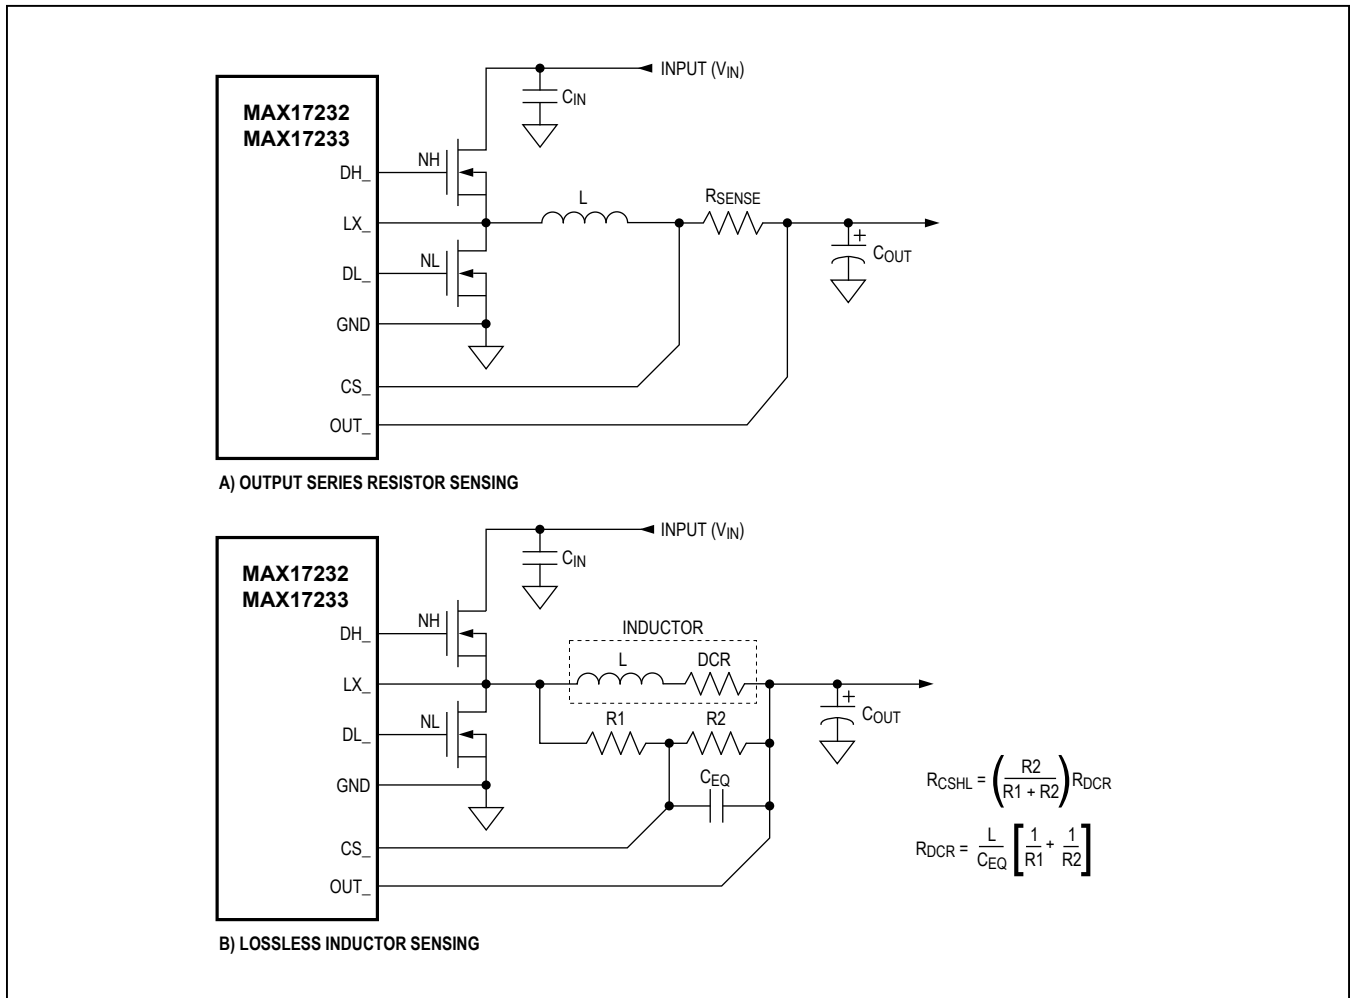 MAX17232
MAX17233
INPUT (VIN)
CIN
NH
DH_
L
RSENSE
LX_
NL
DL_
+
COUT
GND
CS_
OUT_
A) OUTPUT SERIES RESISTOR SENSING
INPUT (VIN)
MAX17232
MAX17233
CIN
NH
DH_
INDUCTOR
L
DCR
LX_
+
COUT
NL
R1
R2
DL_
CEQ
GND
RCSHL = (R2 / R1 + R2) RDCR
CS_
RDCR = L / CEQ [1 / R1 + 1 / R2]
OUT_
B) LOSSLESS INDUCTOR SENSING